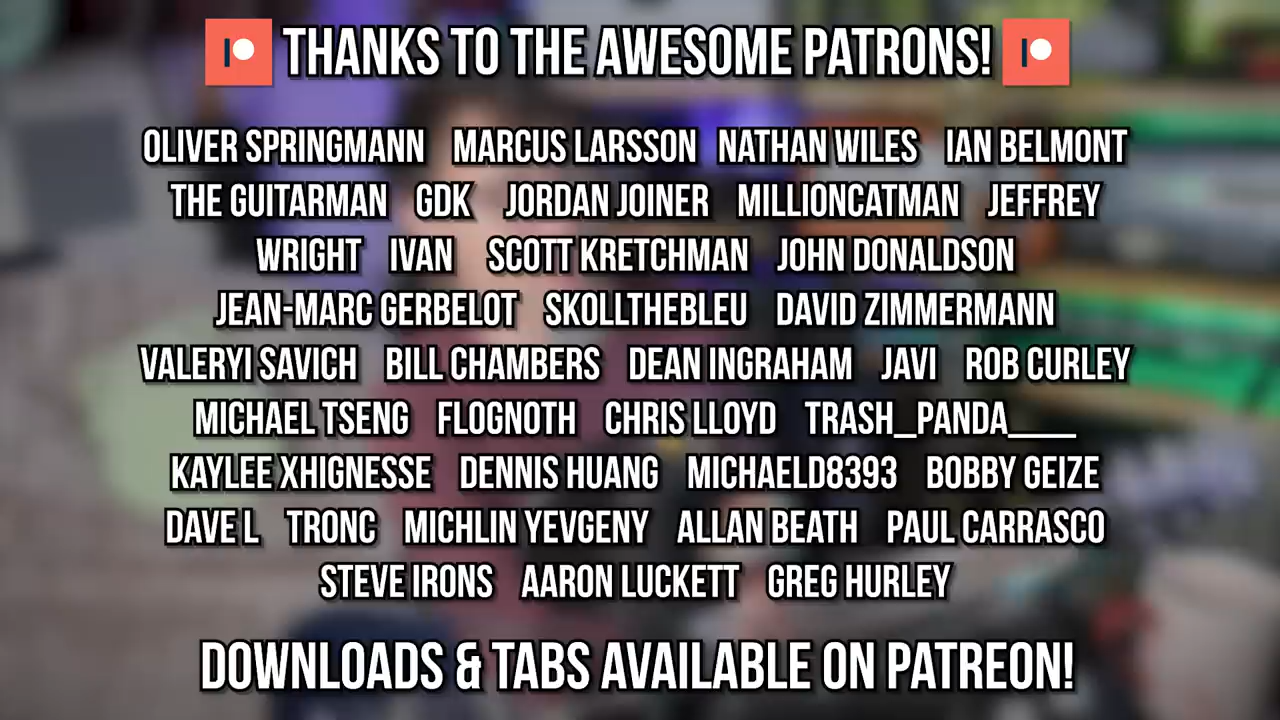 THANKS TO THE AWESOME PATRONS!
OLIVER SPRINGMANN MARCUS LARSSON NATHAN WILES IAN BELMONT
THE GUITARMAN GDK JORDAN JOINER MILLIONCATMAN JEFFREY
WRIGHT IVAN SCOTT KRETCHMAN JOHN DONALDSON
JEAN-MARC GERBELOT SKOLLTHEBLEU DAVID ZIMMERMANN
VALERYI SAVICH BILL CHAMBERS DEAN INGRAHAM JAVI ROB CURLEY
MICHAEL TSENG FLOGNOTH CHRIS LLOYD TRASH_PANDA___
KAYLEE XHIGNESSE DENNIS HUANG MICHAELD8393 BOBBY GEIZE
DAVE L TRONC MICHLIN YEVGENY ALLAN BEATH PAUL CARRASCO
STEVE IRONS AARON LUCKETT GREG HURLEY
DOWNLOADS & TABS AVAILABLE ON PATREON!